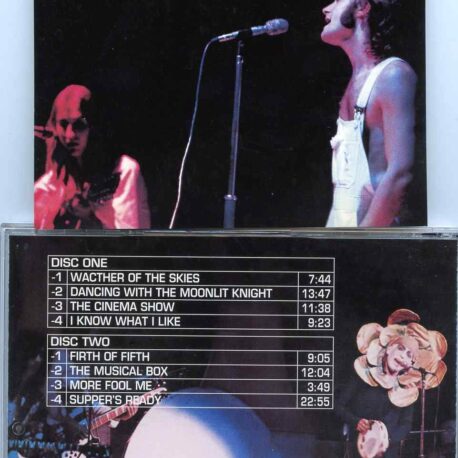 DISC ONE
-1 WACTHER OF THE SKIES 7:44
-2 DANCING WITH THE MOONLIT KNIGHT 13:47
-3 THE CINEMA SHOW 11:38
-4 I KNOW WHAT I LIKE 9:23
DISC TWO
-1 FIRTH OF FIFTH 9:05
-2 THE MUSICAL BOX 12:04
-3 MORE FOOL ME 3:49
-4 SUPPER'S READY 22:55